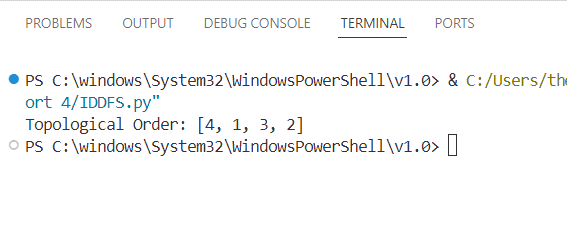 PROBLEMS OUTPUT DEBUG CONSOLE TERMINAL PORTS
PS C:\windows\System32\WindowsPowerShell\v1.0> & C:/Users/the
ort 4/IDDFS.py"
Topological Order: [4, 1, 3, 2]
PS C:\windows\System32\WindowsPowerShell\v1.0>